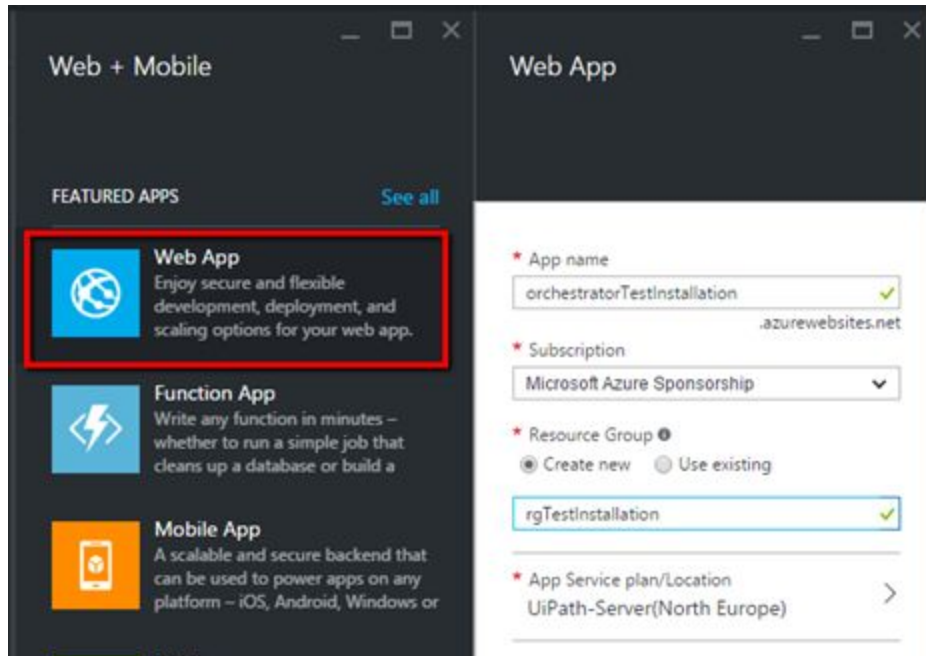 Web + Mobile
FEATURED APPS
See all
Web App
Enjoy secure and flexible
development, deployment, and
scaling options for your web app.
Function App
Write any function in minutes –
whether to run a simple job that
cleans up a database or build a
Mobile App
A scalable and secure backend that
can be used to power apps on any
platform – iOS, Android, Windows or
Web App
* App name
orchestratorTestInstallation
.azurewebsites.net
* Subscription
Microsoft Azure Sponsorship
* Resource Group
Create new
Use existing
rgTestInstallation
* App Service plan/Location
UiPath-Server(North Europe)